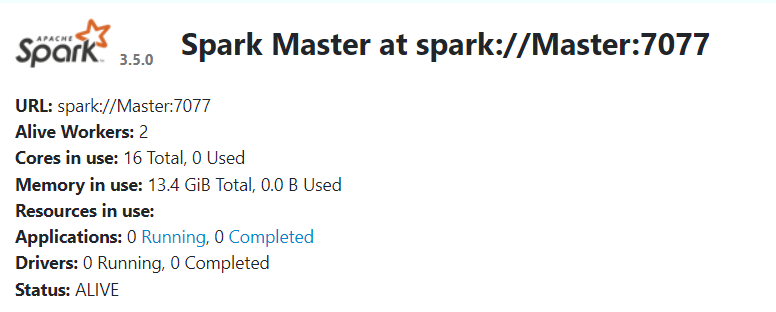 APACHE
Spark 3.5.0 Spark Master at spark://Master:7077
URL: spark://Master:7077
Alive Workers: 2
Cores in use: 16 Total, 0 Used
Memory in use: 13.4 GiB Total, 0.0 B Used
Resources in use:
Applications: 0 Running, 0 Completed
Drivers: 0 Running, 0 Completed
Status: ALIVE